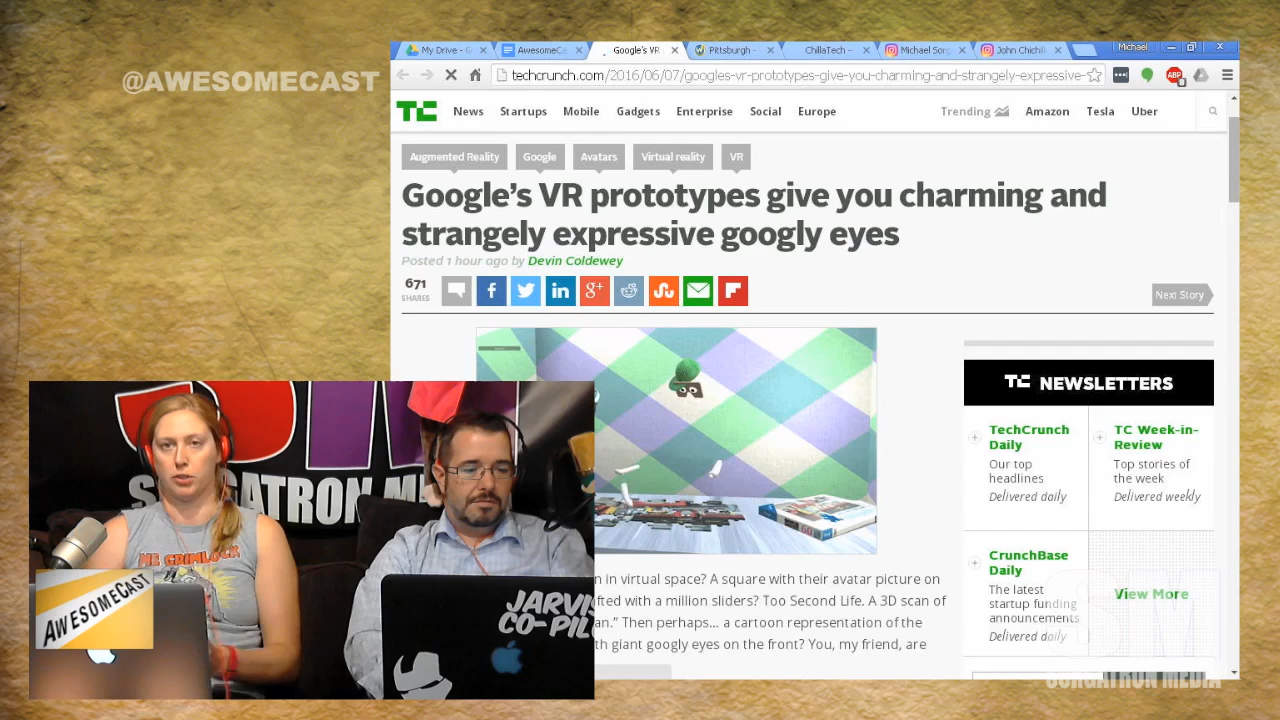 @AWESOMECAST
My Drive - G
AwesomeCa
Google's VR
Pittsburgh -
ChillaTech -
Michael Sorg
John Chichill
Michael
techcrunch.com/2016/06/07/googles-vr-prototypes-give-you-charming-and-strangely-expressive-
ABP
TC News Startups Mobile Gadgets Enterprise Social Europe Trending Amazon Tesla Uber
Augmented Reality Google Avatars Virtual reality VR
Google's VR prototypes give you charming and
strangely expressive googly eyes
Posted 1 hour ago by Devin Coldewey
671
SHARES
Next Story
TC NEWSLETTERS
TechCrunch
Daily
Our top
headlines
Delivered daily
TC Week-in-
Review
Top stories of
the week
Delivered weekly
CrunchBase
Daily
The latest
startup funding
announcements
Delivered daily
View More
n in virtual space? A square with their avatar picture on
fted with a million sliders? Too Second Life. A 3D scan of
an." Then perhaps... a cartoon representation of the
th giant googly eyes on the front? You, my friend, are
ME GRIMLOCK
AWESOMECAST
JARVIS
CO-PIL
SORGATRON MEDIA